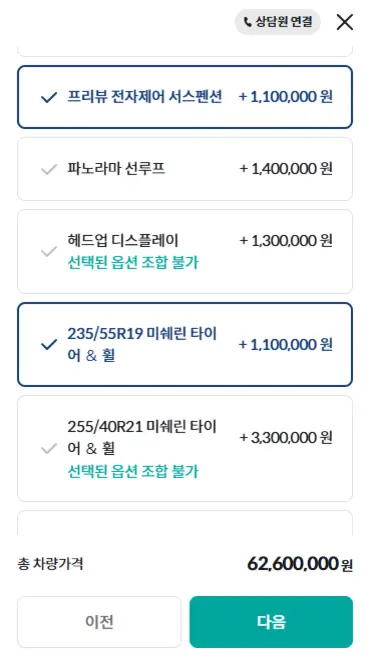 상담원 연결
프리뷰 전자제어 서스펜션 + 1,100,000 원
파노라마 선루프 + 1,400,000 원
헤드업 디스플레이 + 1,300,000 원
선택된 옵션 조합 불가
235/55R19 미쉐린 타이
어 & 휠 + 1,100,000 원
255/40R21 미쉐린 타이
어 & 휠 + 3,300,000 원
선택된 옵션 조합 불가
총 차량가격 62,600,000 원
이전 다음